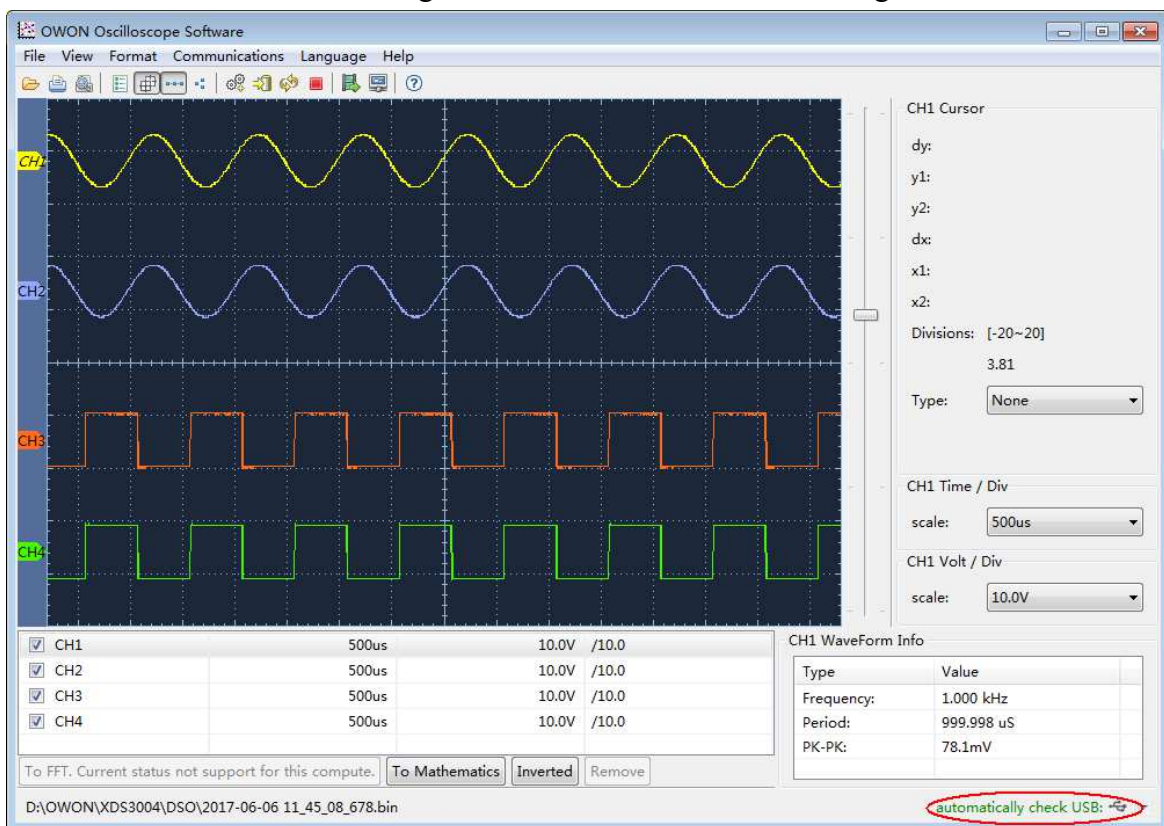 OWON Oscilloscope Software
File View Format Communications Language Help
CH1
CH2
CH3
CH4
CH1 Cursor
dy:
y1:
y2:
dx:
x1:
x2:
Divisions: [-20~20]
3.81
Type: None
CH1 Time / Div
scale: 500us
CH1 Volt / Div
scale: 10.0V
CH1 500us 10.0V /10.0
CH2 500us 10.0V /10.0
CH3 500us 10.0V /10.0
CH4 500us 10.0V /10.0
To FFT. Current status not support for this compute. To Mathematics Inverted Remove
CH1 WaveForm Info
Type Value
Frequency: 1.000 kHz
Period: 999.998 uS
PK-PK: 78.1mV
D:\OWON\XDS3004\DSO\2017-06-06 11_45_08_678.bin
automatically check USB: